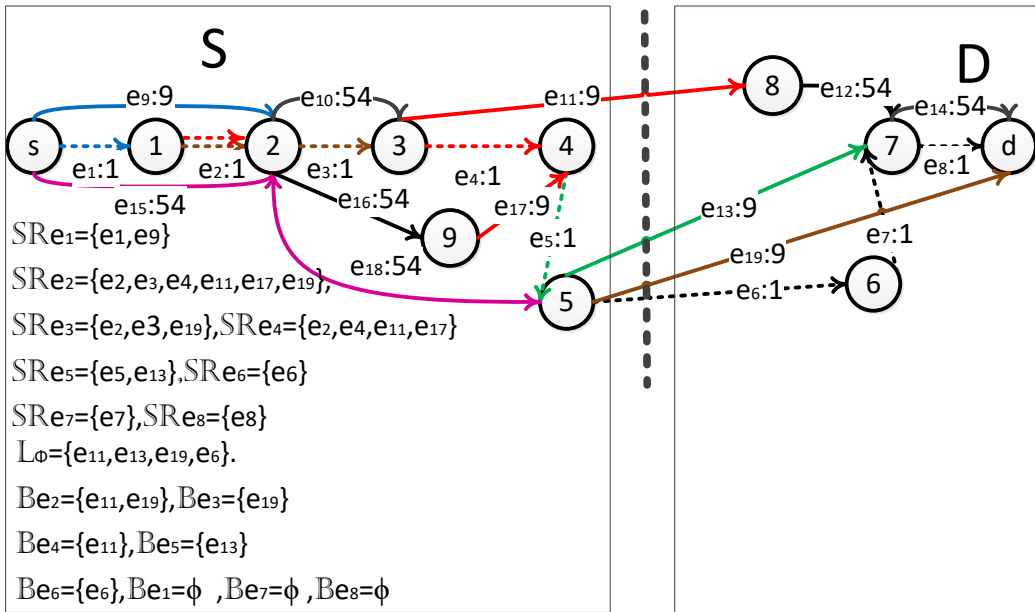 S
D
e9:9
e10:54
e11:9
8
e12:54
e14:54
s
1
2
3
4
7
d
e1:1
e2:1
e3:1
e4:1
e8:1
e15:54
e16:54
e17:9
e13:9
9
e5:1
e7:1
e18:54
e19:9
5
e6:1
6
SRe1={e1,e9}
SRe2={e2,e3,e4,e11,e17,e19},
SRe3={e2,e3,e19},SRe4={e2,e4,e11,e17}
SRe5={e5,e13},SRe6={e6}
SRe7={e7},SRe8={e8}
LΦ={e11,e13,e19,e6}.
Be2={e11,e19},Be3={e19}
Be4={e11},Be5={e13}
Be6={e6},Be1=ϕ ,Be7=ϕ ,Be8=ϕ